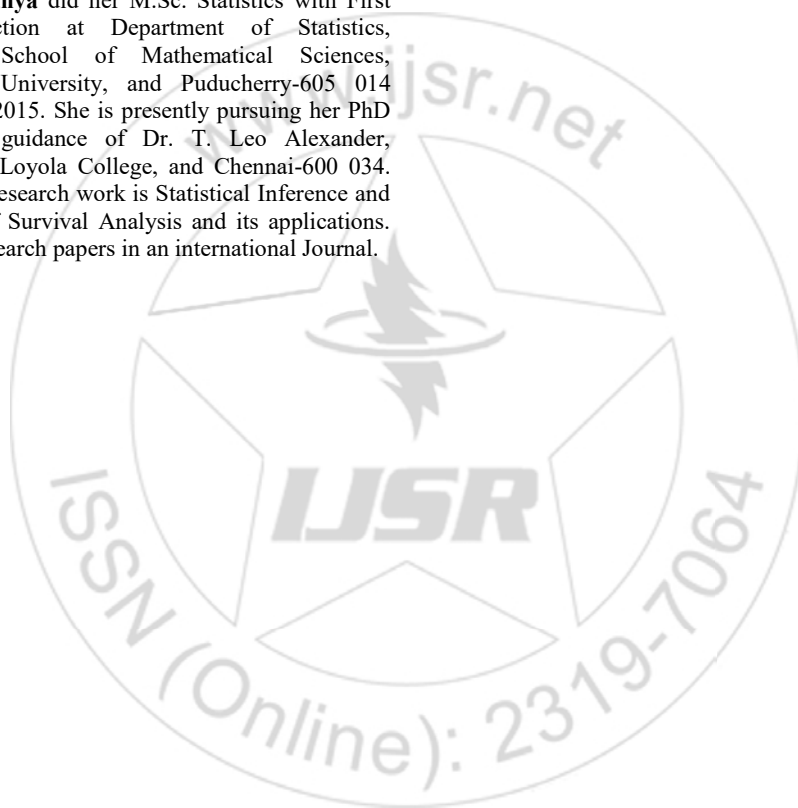 did her M.Sc. Statistics with First
at Department of Statistics,
School of Mathematical Sciences,
University, and Puducherry-605 014
2015. She is presently pursuing her PhD
guidance of Dr. T. Leo Alexander,
Loyola College, and Chennai-600 034.
research work is Statistical Inference and
Survival Analysis and its applications.
research papers in an international Journal.
www.ijsr.net
IJSR
ISSN (Online): 2319-7064